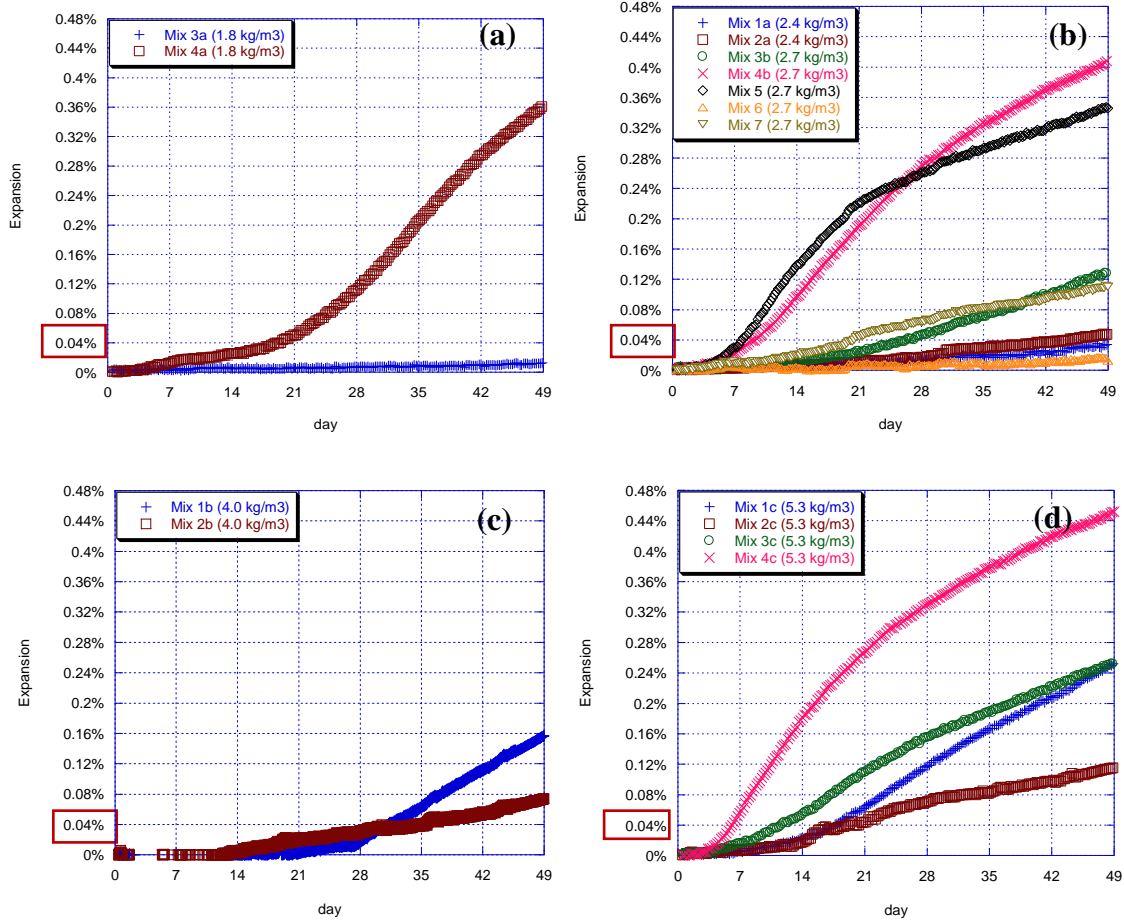 (a)
Mix 3a (1.8 kg/m3)
Mix 4a (1.8 kg/m3)
0.48%
0.44%
0.4%
0.36%
0.32%
0.28%
0.24%
0.2%
0.16%
0.12%
0.08%
0.04%
0%
Expansion
0 7 14 21 28 35 42 49
day
(b)
Mix 1a (2.4 kg/m3)
Mix 2a (2.4 kg/m3)
Mix 3b (2.7 kg/m3)
Mix 4b (2.7 kg/m3)
Mix 5 (2.7 kg/m3)
Mix 6 (2.7 kg/m3)
Mix 7 (2.7 kg/m3)
0.48%
0.44%
0.4%
0.36%
0.32%
0.28%
0.24%
0.2%
0.16%
0.12%
0.08%
0.04%
0%
Expansion
0 7 14 21 28 35 42 49
day
(c)
Mix 1b (4.0 kg/m3)
Mix 2b (4.0 kg/m3)
0.48%
0.44%
0.4%
0.36%
0.32%
0.28%
0.24%
0.2%
0.16%
0.12%
0.08%
0.04%
0%
Expansion
0 7 14 21 28 35 42 49
day
(d)
Mix 1c (5.3 kg/m3)
Mix 2c (5.3 kg/m3)
Mix 3c (5.3 kg/m3)
Mix 4c (5.3 kg/m3)
0.48%
0.44%
0.4%
0.36%
0.32%
0.28%
0.24%
0.2%
0.16%
0.12%
0.08%
0.04%
0%
Expansion
0 7 14 21 28 35 42 49
day